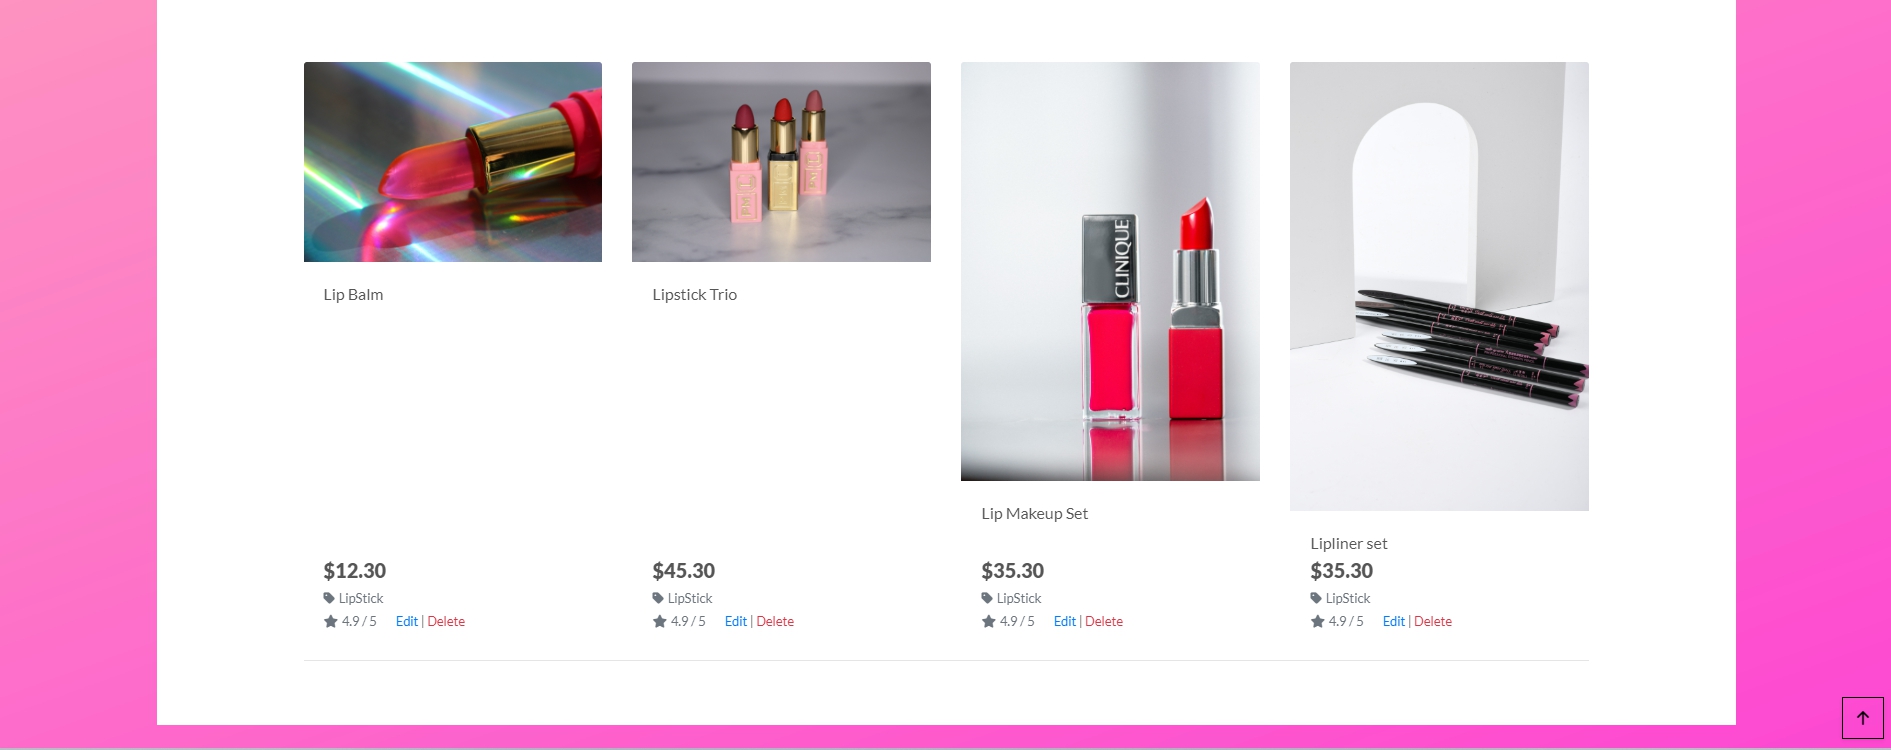 CLINIQUE
Lip Balm
$12.30
LipStick
4.9 / 5 Edit | Delete
Lipstick Trio
$45.30
LipStick
4.9 / 5 Edit | Delete
Lip Makeup Set
$35.30
LipStick
4.9 / 5 Edit | Delete
Lipliner set
$35.30
LipStick
4.9 / 5 Edit | Delete